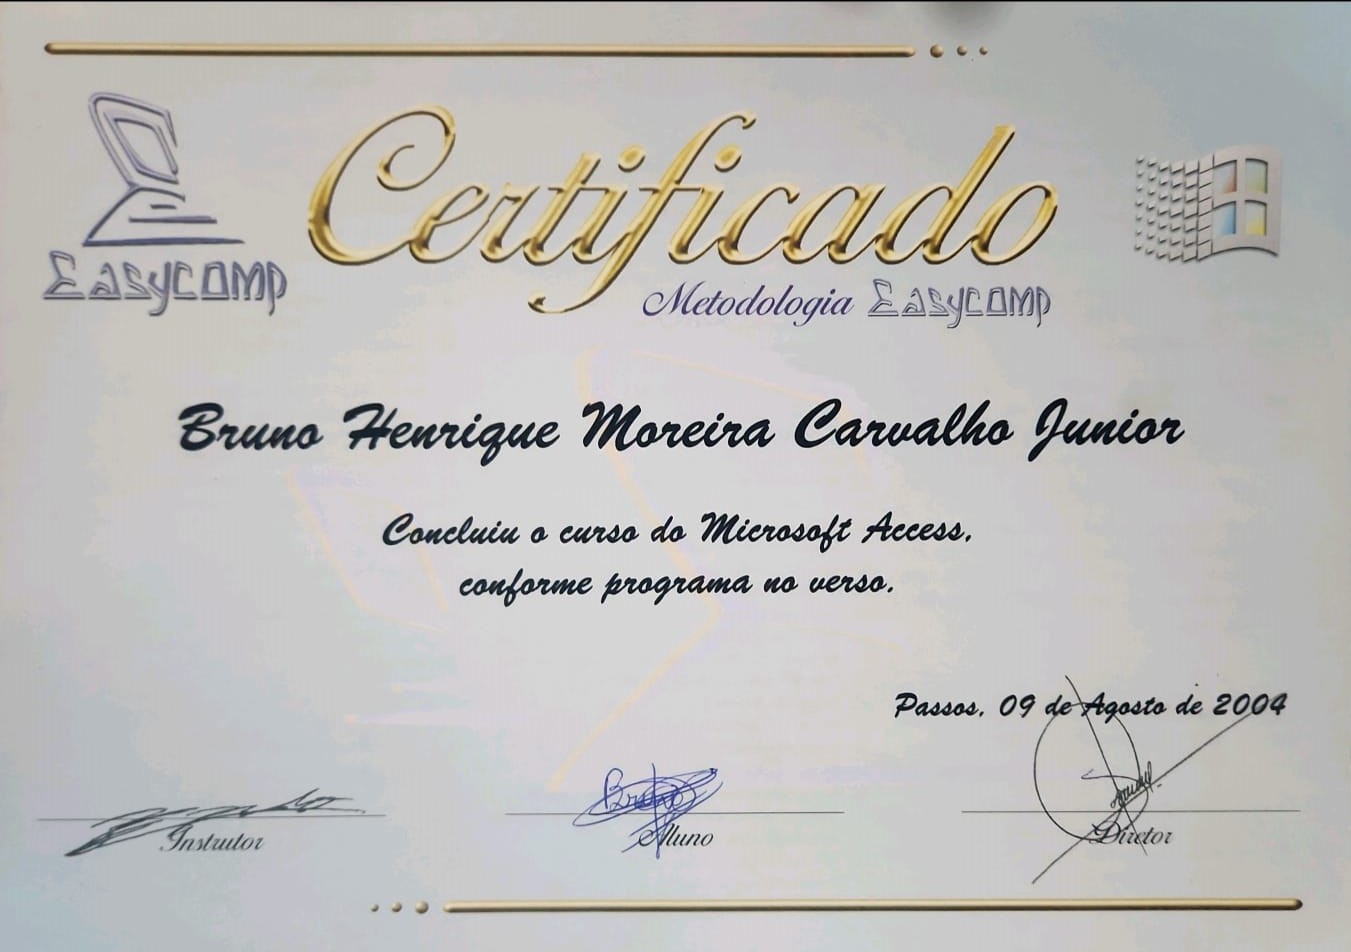 Certificado
Easycomp
Metodologia Easycomp
Bruno Henrique Moreira Carvalho Junior
Concluiu o curso do Microsoft Access,
conforme programa no verso.
Passos, 09 de Agosto de 2004
Bruno
Instrutor
Aluno
Diretor